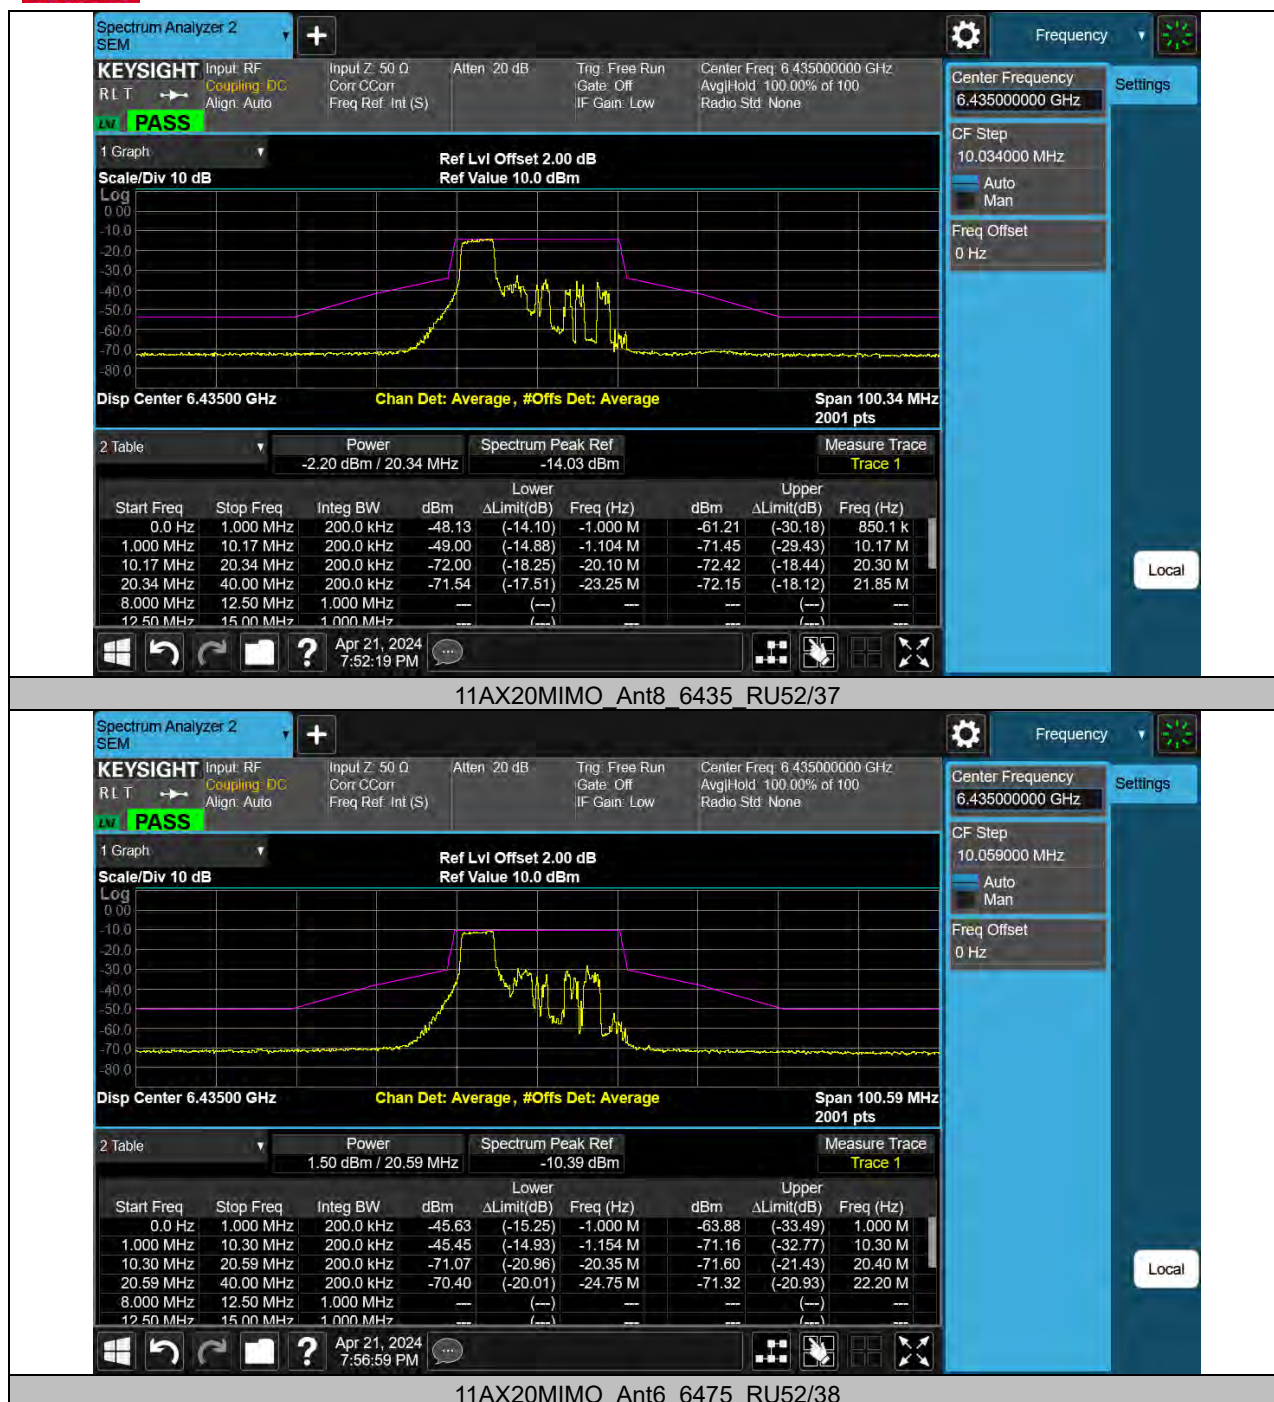 Spectrum Analyzer 2
SEM
Frequency
KEYSIGHT
RLT
PASS
Input: RF
Coupling: DC
Align: Auto
Input Z: 50 Ω
Corr CCorr
Freq Ref: Int (S)
Atten: 20 dB
Trig: Free Run
Gate: Off
IF Gain: Low
Center Freq: 6.435000000 GHz
Avg|Hold: 100.00% of 100
Radio Std: None
Center Frequency
6.435000000 GHz
Settings
CF Step
10.034000 MHz
Auto
Man
Freq Offset
0 Hz
Local
1 Graph
Scale/Div 10 dB
Ref Lvl Offset 2.00 dB
Ref Value 10.0 dBm
Log
0.00
-10.0
-20.0
-30.0
-40.0
-50.0
-60.0
-70.0
-80.0
Disp Center 6.43500 GHz
Chan Det: Average, #Offs Det: Average
Span 100.34 MHz
2001 pts
2 Table
Power
-2.20 dBm / 20.34 MHz
Spectrum Peak Ref
-14.03 dBm
Measure Trace
Trace 1
Lower Upper
Start Freq Stop Freq Integ BW dBm ΔLimit(dB) Freq (Hz) dBm ΔLimit(dB) Freq (Hz)
0.0 Hz 1.000 MHz 200.0 kHz -48.13 (-14.10) -1.000 M -61.21 (-30.18) 850.1 k
1.000 MHz 10.17 MHz 200.0 kHz -49.00 (-14.88) -1.104 M -71.45 (-29.43) 10.17 M
10.17 MHz 20.34 MHz 200.0 kHz -72.00 (-18.25) -20.10 M -72.42 (-18.44) 20.30 M
20.34 MHz 40.00 MHz 200.0 kHz -71.54 (-17.51) -23.25 M -72.15 (-18.12) 21.85 M
8.000 MHz 12.50 MHz 1.000 MHz --- (---) --- --- (---) ---
12.50 MHz 15.00 MHz 1.000 MHz --- (---) --- --- (---) ---
Apr 21, 2024
7:52:19 PM
11AX20MIMO_Ant8_6435_RU52/37
Spectrum Analyzer 2
SEM
Frequency
KEYSIGHT
RLT
PASS
Input: RF
Coupling: DC
Align: Auto
Input Z: 50 Ω
Corr CCorr
Freq Ref: Int (S)
Atten: 20 dB
Trig: Free Run
Gate: Off
IF Gain: Low
Center Freq: 6.435000000 GHz
Avg|Hold: 100.00% of 100
Radio Std: None
Center Frequency
6.435000000 GHz
Settings
CF Step
10.059000 MHz
Auto
Man
Freq Offset
0 Hz
Local
1 Graph
Scale/Div 10 dB
Ref Lvl Offset 2.00 dB
Ref Value 10.0 dBm
Log
0.00
-10.0
-20.0
-30.0
-40.0
-50.0
-60.0
-70.0
-80.0
Disp Center 6.43500 GHz
Chan Det: Average, #Offs Det: Average
Span 100.59 MHz
2001 pts
2 Table
Power
1.50 dBm / 20.59 MHz
Spectrum Peak Ref
-10.39 dBm
Measure Trace
Trace 1
Lower Upper
Start Freq Stop Freq Integ BW dBm ΔLimit(dB) Freq (Hz) dBm ΔLimit(dB) Freq (Hz)
0.0 Hz 1.000 MHz 200.0 kHz -45.63 (-15.25) -1.000 M -63.88 (-33.49) 1.000 M
1.000 MHz 10.30 MHz 200.0 kHz -45.45 (-14.93) -1.154 M -71.16 (-32.77) 10.30 M
10.30 MHz 20.59 MHz 200.0 kHz -71.07 (-20.96) -20.35 M -71.60 (-21.43) 20.40 M
20.59 MHz 40.00 MHz 200.0 kHz -70.40 (-20.01) -24.75 M -71.32 (-20.93) 22.20 M
8.000 MHz 12.50 MHz 1.000 MHz --- (---) --- --- (---) ---
12.50 MHz 15.00 MHz 1.000 MHz --- (---) --- --- (---) ---
Apr 21, 2024
7:56:59 PM
11AX20MIMO_Ant6_6475_RU52/38